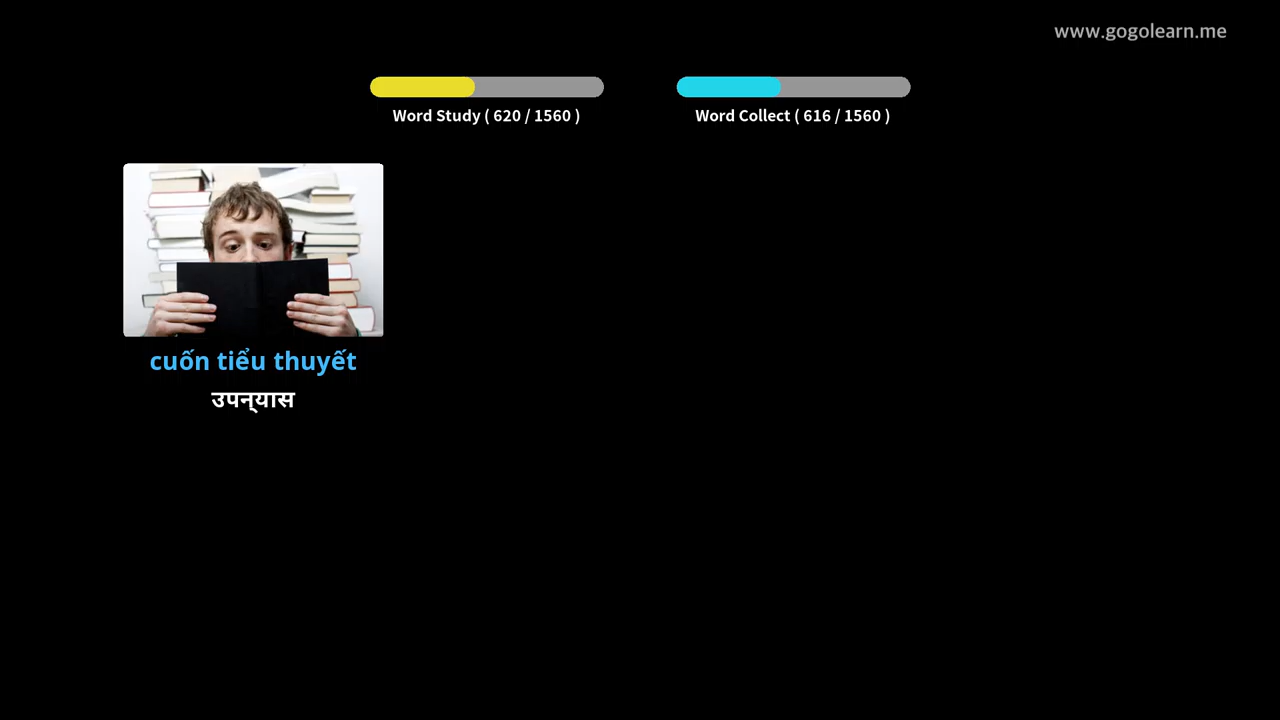 www.gogolearn.me
Word Study ( 620 / 1560 )
Word Collect ( 616 / 1560 )
cuốn tiểu thuyết
उपन्यास